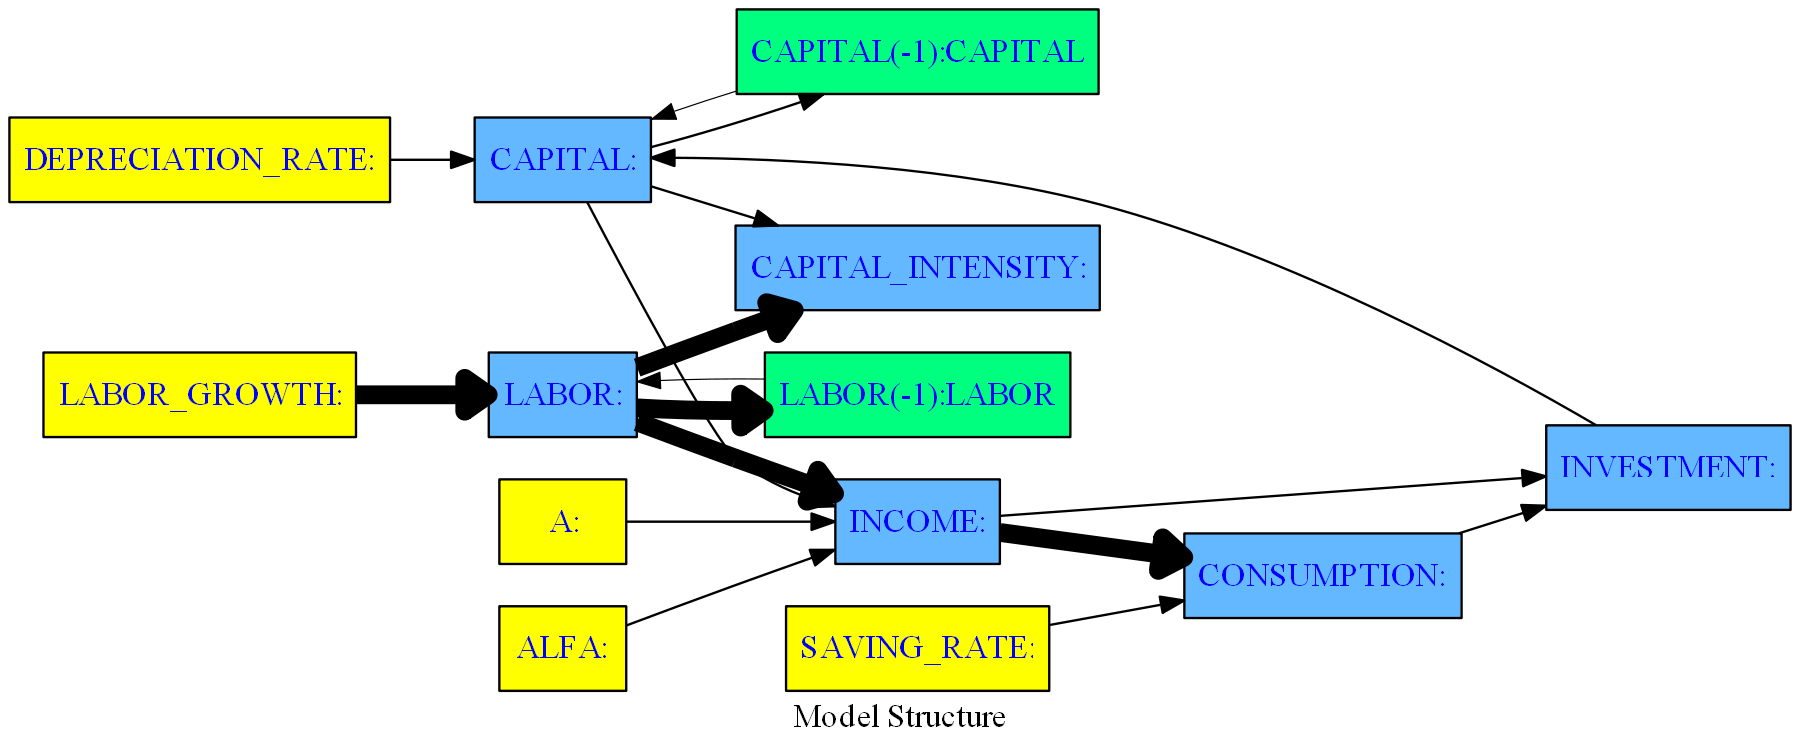 CAPITAL(-1):CAPITAL
DEPRECIATION_RATE:
CAPITAL:
CAPITAL_INTENSITY:
LABOR_GROWTH:
LABOR:
LABOR(-1):LABOR
INVESTMENT:
A:
INCOME:
CONSUMPTION:
ALFA:
SAVING_RATE:
Model Structure